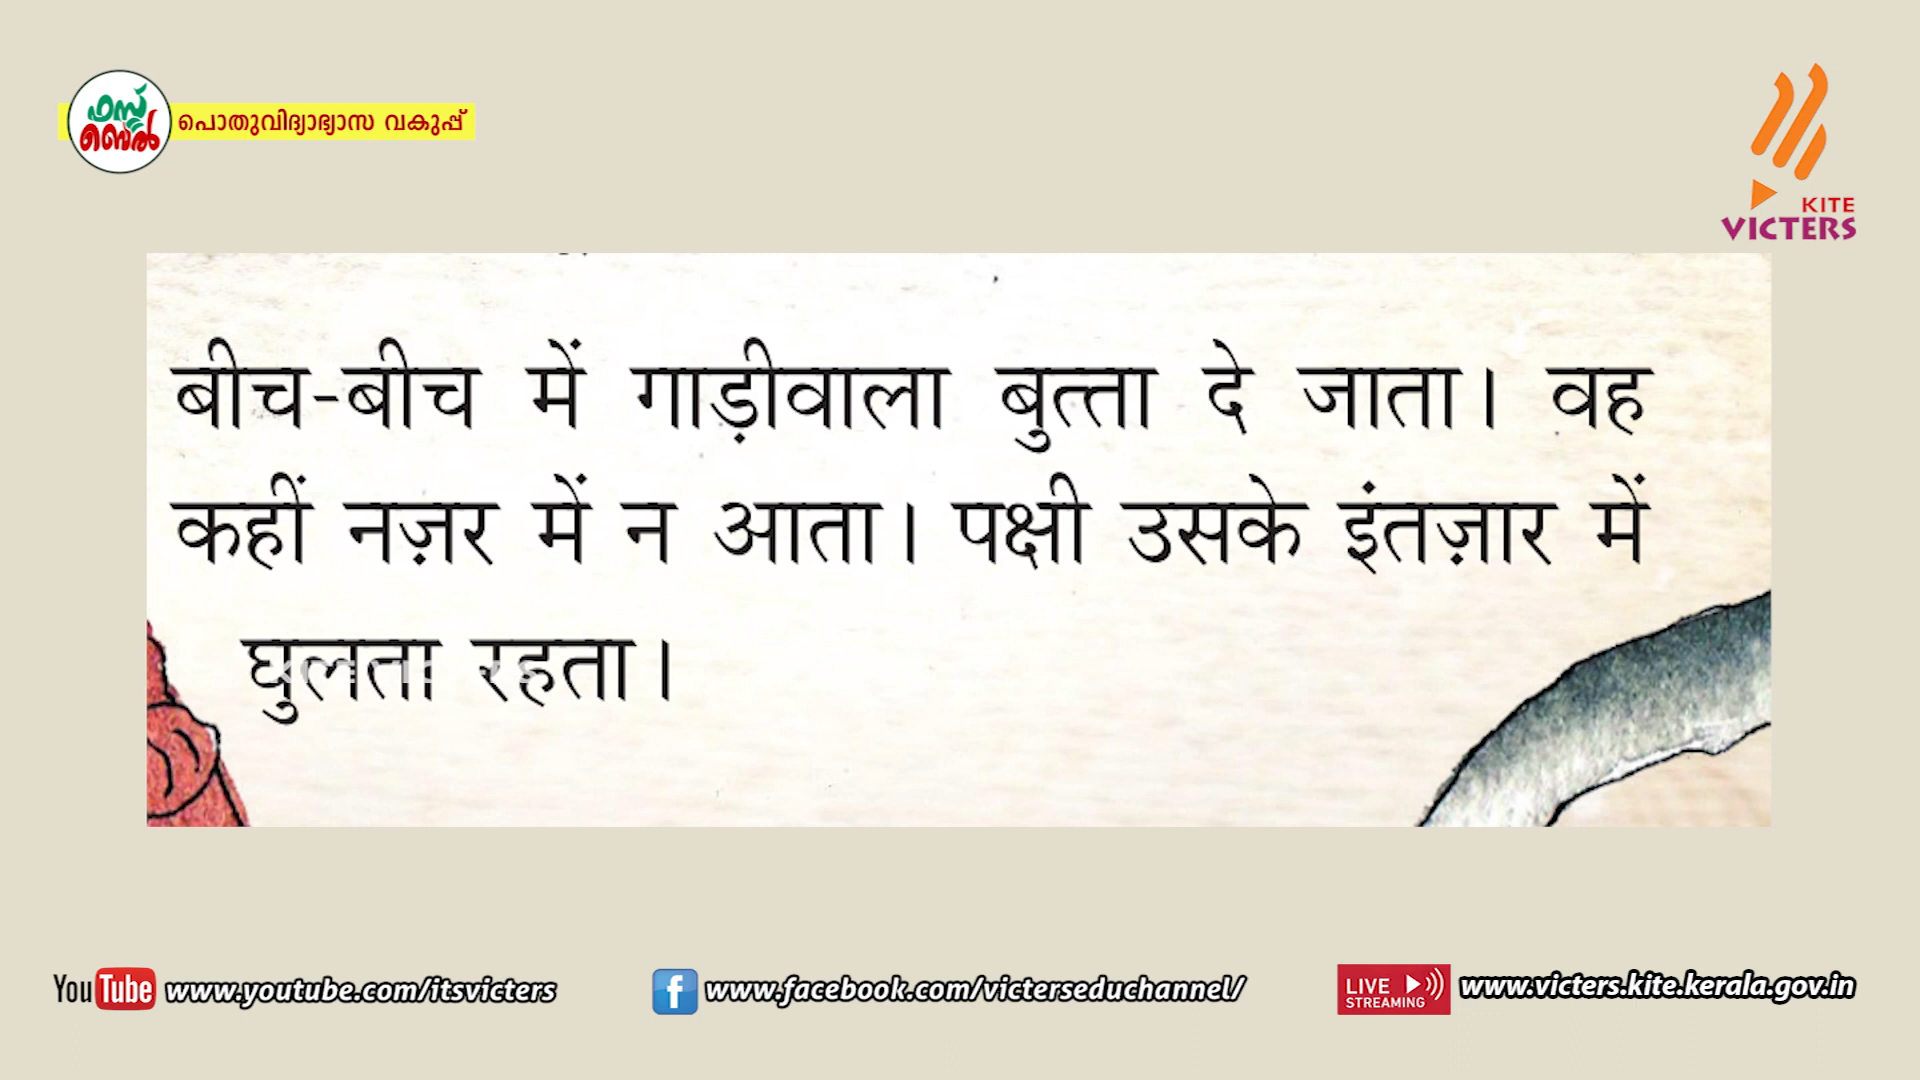 ഫസ്റ്റ്
ബെൽ
പൊതുവിദ്യാഭ്യാസ വകുപ്പ്
KITE
VICTERS
बीच-बीच में गाड़ीवाला बुत्ता दे जाता। वह
कहीं नज़र में न आता। पक्षी उसके इंतज़ार में
घुलता रहता।
YouTube www.youtube.com/itsvicters
f www.facebook.com/victerseduchannel/
LIVE
STREAMING
www.victers.kite.kerala.gov.in